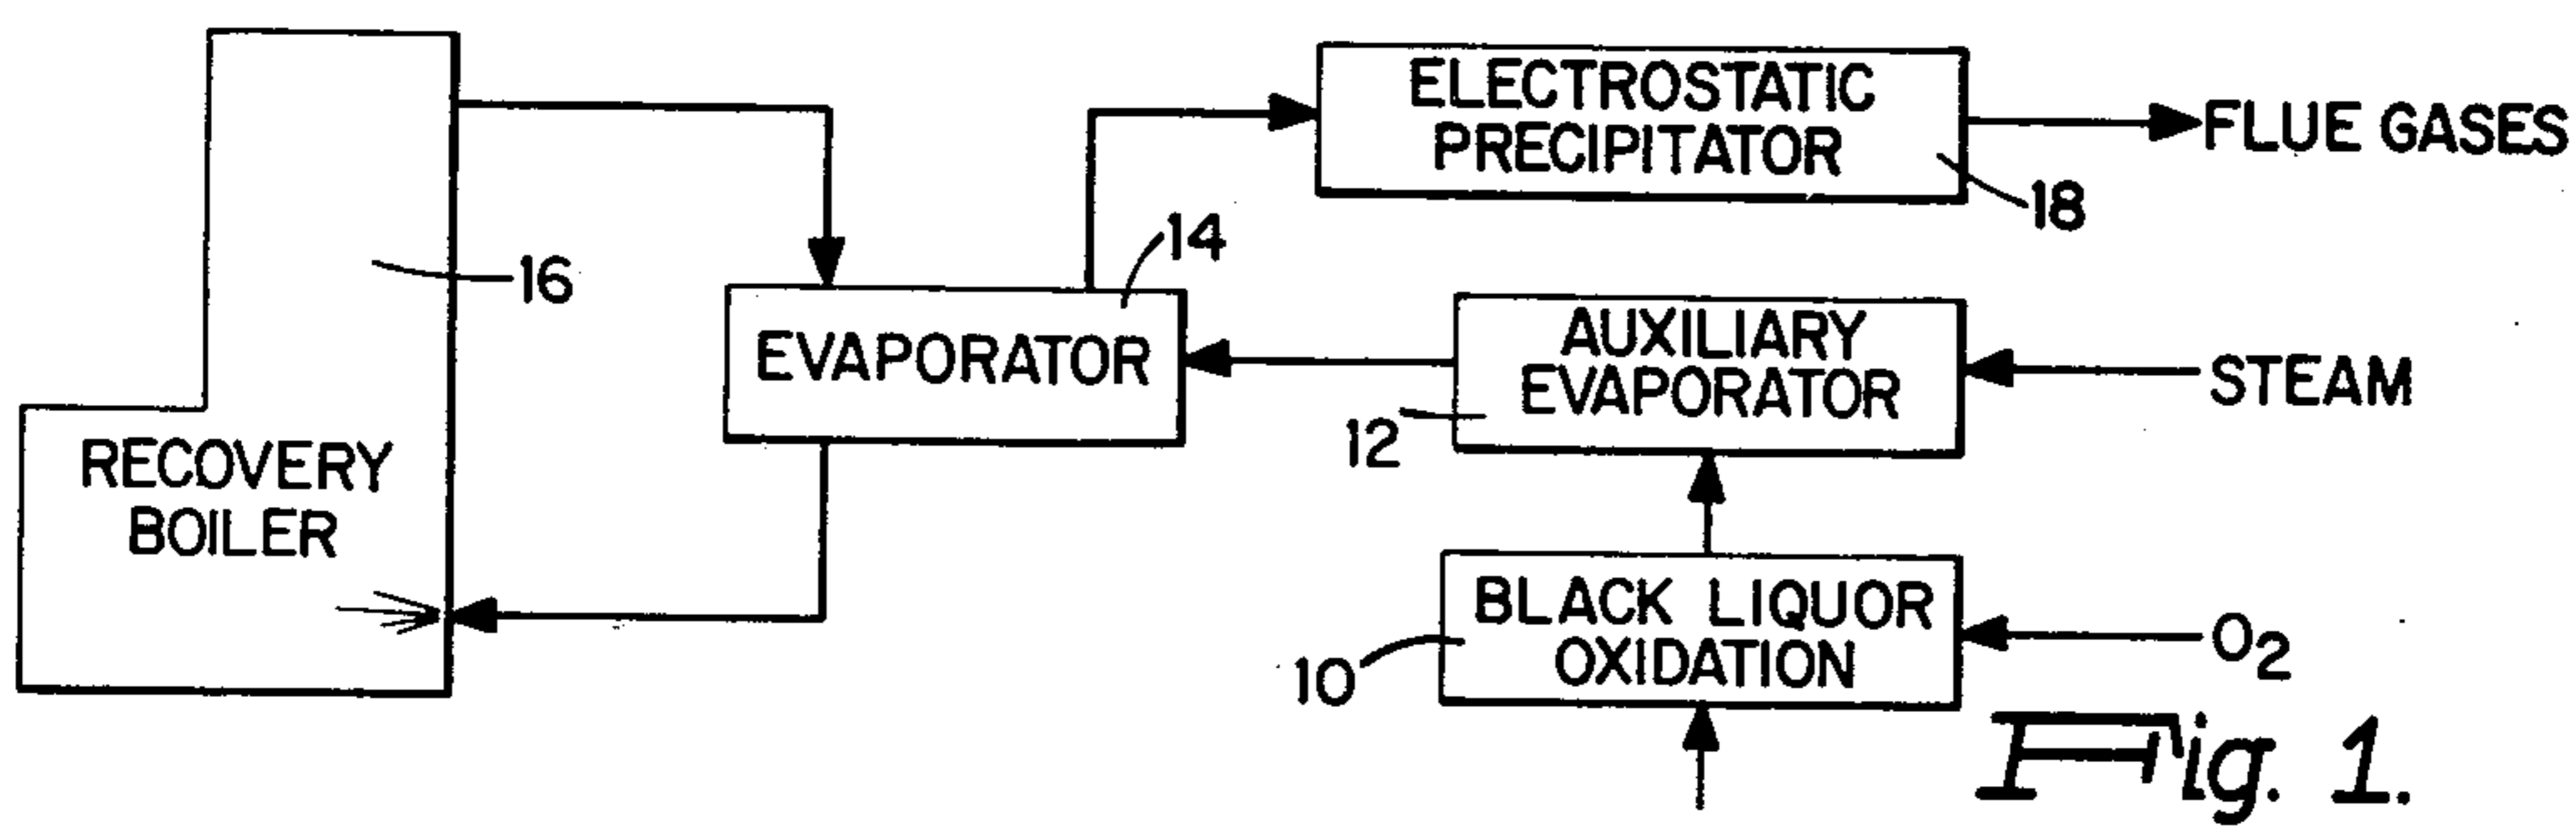 ELECTROSTATIC
PRECIPITATOR
FLUE GASES
18
14
16
EVAPORATOR
AUXILIARY
EVAPORATOR
STEAM
12
RECOVERY
BOILER
BLACK LIQUOR
OXIDATION
O2
10
Fig. 1.